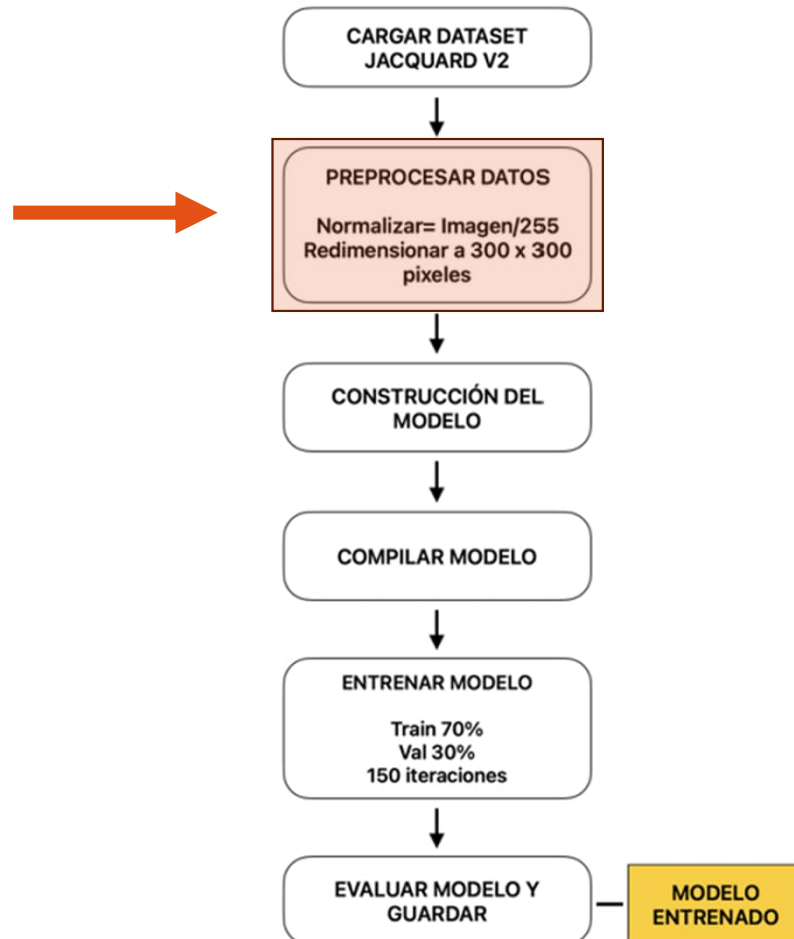 CARGAR DATASET
JACQUARD V2
PREPROCESAR DATOS
Normalizar= Imagen/255
Redimensionar a 300 x 300
pixeles
CONSTRUCCIÓN DEL
MODELO
COMPILAR MODELO
ENTRENAR MODELO
Train 70%
Val 30%
150 iteraciones
EVALUAR MODELO Y
GUARDAR
MODELO
ENTRENADO